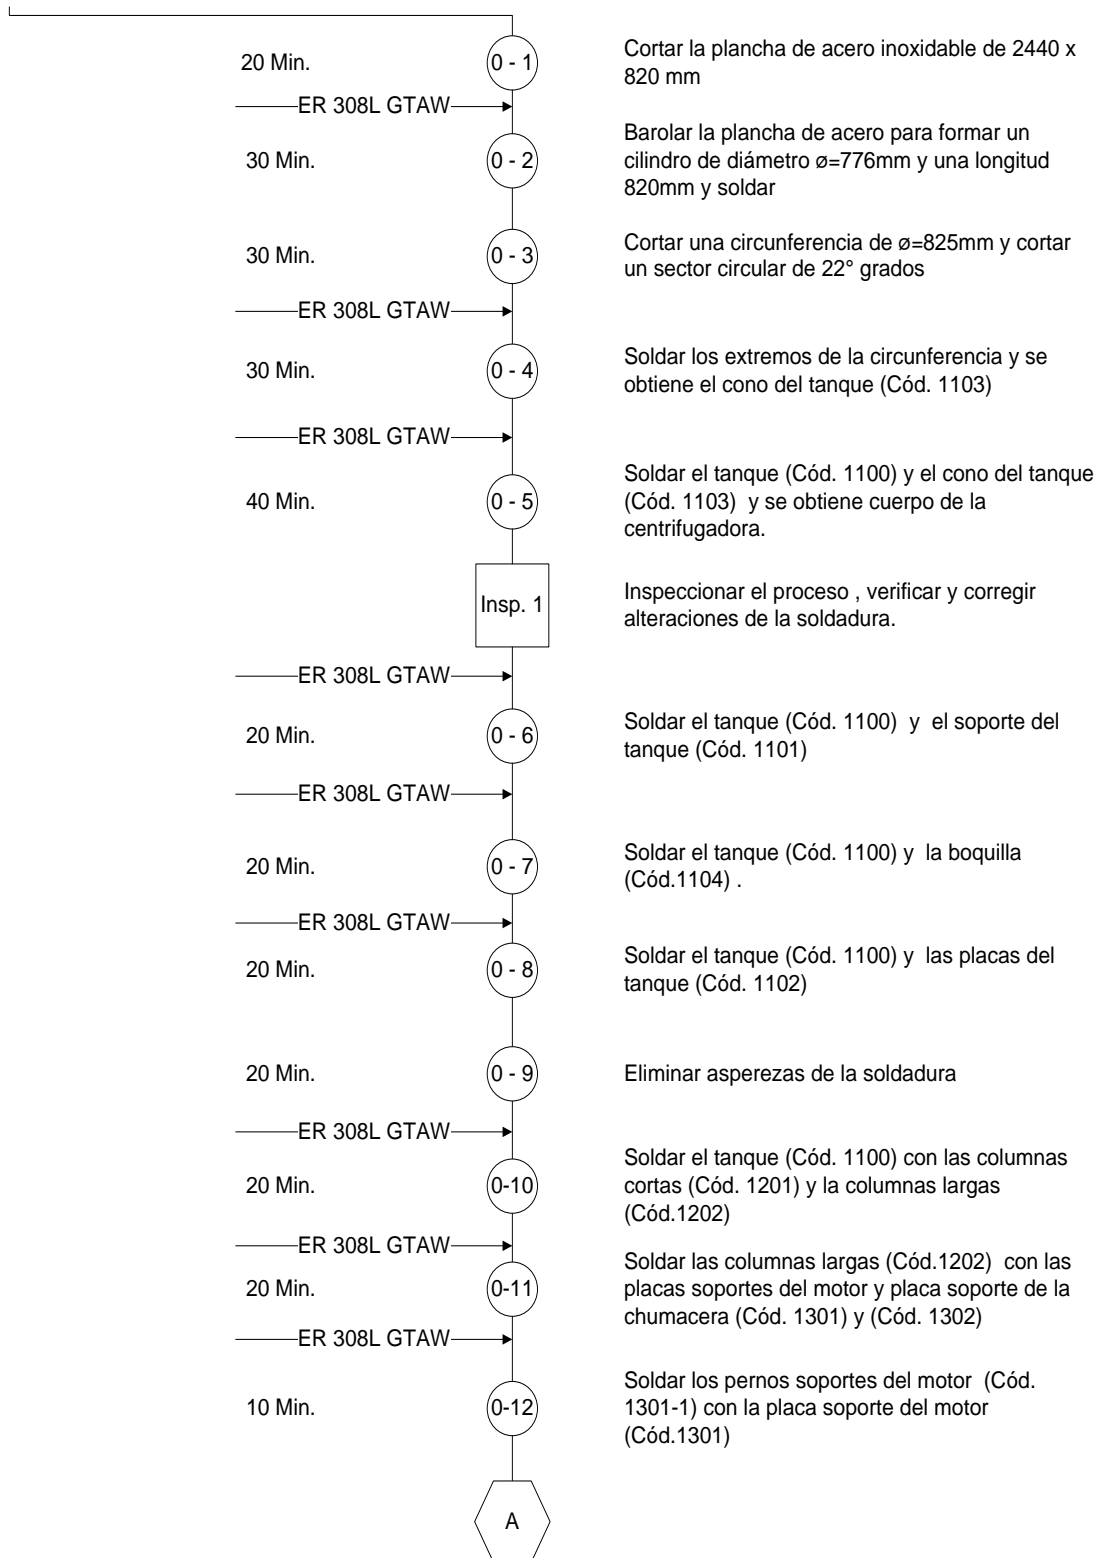 20 Min.
0 - 1
Cortar la plancha de acero inoxidable de 2440 x
820 mm
ER 308L GTAW
30 Min.
0 - 2
Barolar la plancha de acero para formar un
cilindro de diámetro ø=776mm y una longitud
820mm y soldar
30 Min.
0 - 3
Cortar una circunferencia de ø=825mm y cortar
un sector circular de 22° grados
ER 308L GTAW
30 Min.
0 - 4
Soldar los extremos de la circunferencia y se
obtiene el cono del tanque (Cód. 1103)
ER 308L GTAW
40 Min.
0 - 5
Soldar el tanque (Cód. 1100) y el cono del tanque
(Cód. 1103)  y se obtiene cuerpo de la
centrifugadora.
Insp. 1
Inspeccionar el proceso , verificar y corregir
alteraciones de la soldadura.
ER 308L GTAW
20 Min.
0 - 6
Soldar el tanque (Cód. 1100)  y  el soporte del
tanque (Cód. 1101)
ER 308L GTAW
20 Min.
0 - 7
Soldar el tanque (Cód. 1100) y  la boquilla
(Cód.1104) .
ER 308L GTAW
20 Min.
0 - 8
Soldar el tanque (Cód. 1100) y  las placas del
tanque (Cód. 1102)
20 Min.
0 - 9
Eliminar asperezas de la soldadura
ER 308L GTAW
20 Min.
0-10
Soldar el tanque (Cód. 1100) con las columnas
cortas (Cód. 1201) y la columnas largas
(Cód.1202)
ER 308L GTAW
20 Min.
0-11
Soldar las columnas largas (Cód.1202)  con las
placas soportes del motor y placa soporte de la
chumacera (Cód. 1301) y (Cód. 1302)
ER 308L GTAW
10 Min.
0-12
Soldar los pernos soportes del motor  (Cód.
1301-1) con la placa soporte del motor
(Cód.1301)
A